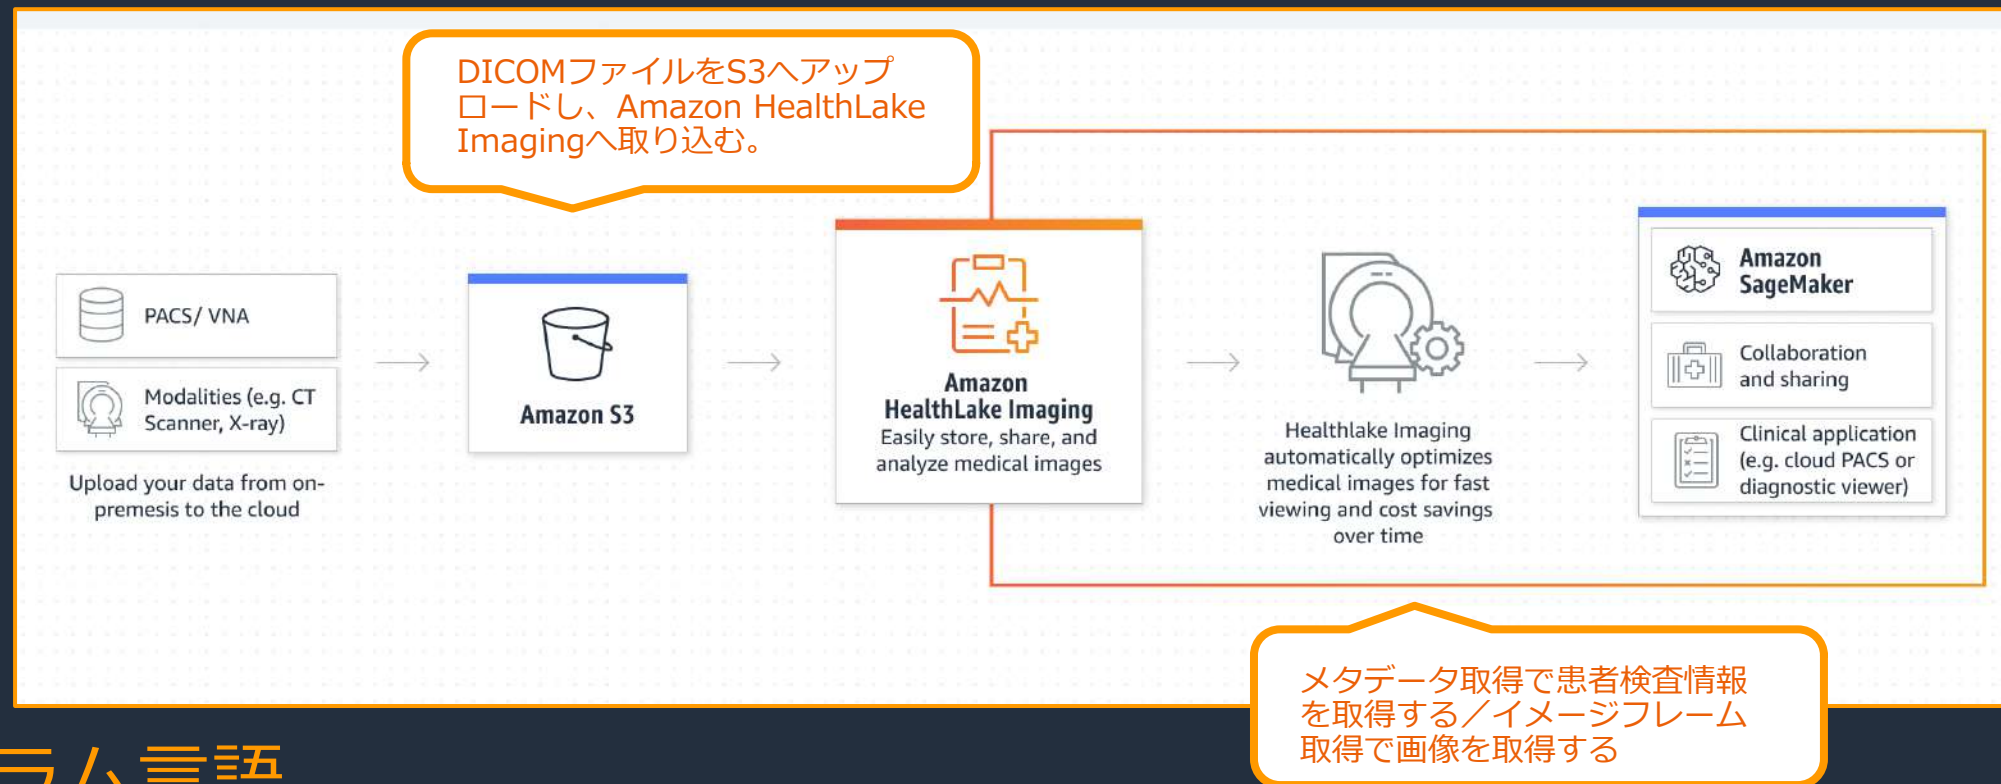 DICOMファイルをS3へアップ
ロードし、Amazon HealthLake
Imagingへ取り込む。
PACS/ VNA
Modalities (e.g. CT
Scanner, X-ray)
Upload your data from on-
premesis to the cloud
Amazon S3
Amazon
HealthLake Imaging
Easily store, share, and
analyze medical images
Healthlake Imaging
automatically optimizes
medical images for fast
viewing and cost savings
over time
Amazon
SageMaker
Collaboration
and sharing
Clinical application
(e.g. cloud PACS or
diagnostic viewer)
メタデータ取得で患者検査情報
を取得する／イメージフレーム
取得で画像を取得する
ラム言語